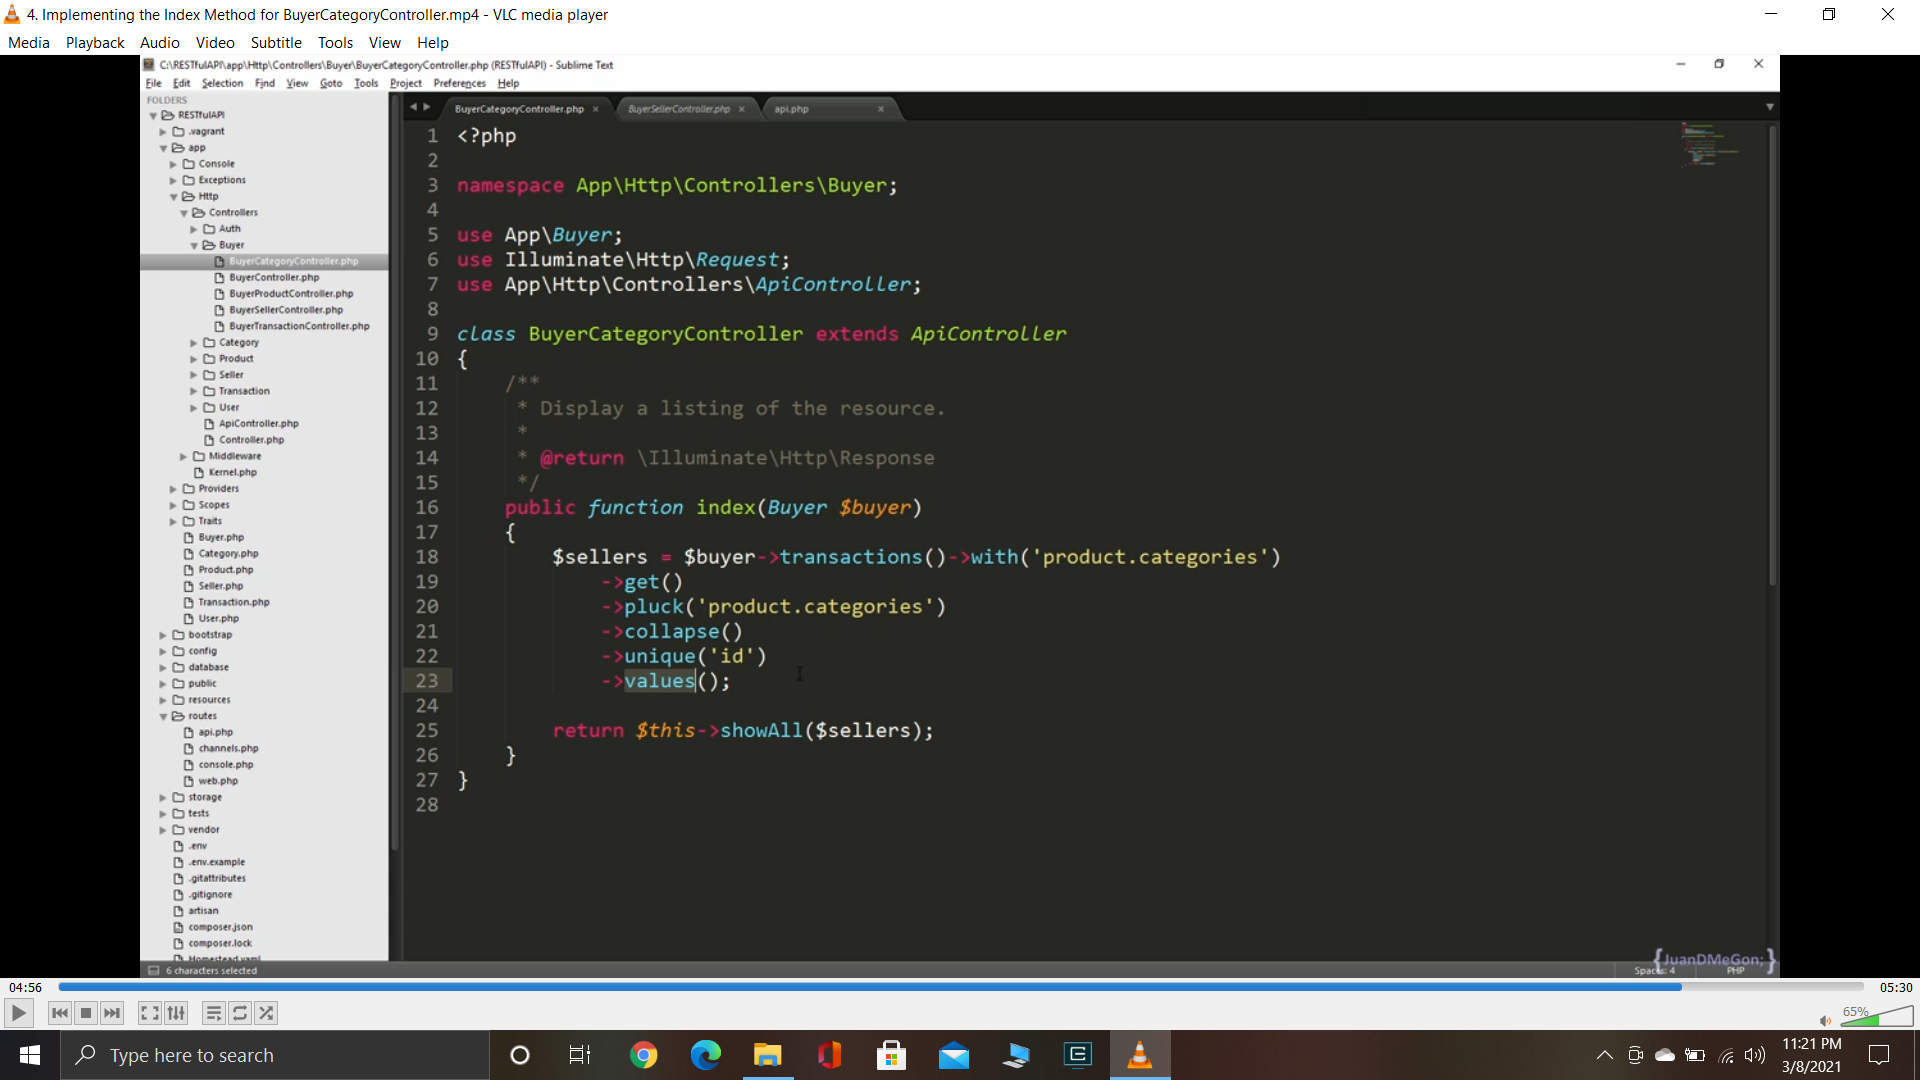 4. Implementing the Index Method for BuyerCategoryController.mp4 - VLC media player
Media Playback Audio Video Subtitle Tools View Help
C:\RESTfulAPI\app\Http\Controllers\Buyer\BuyerCategoryController.php (RESTfulAPI) - Sublime Text
File Edit Selection Find View Goto Tools Project Preferences Help
FOLDERS
RESTfulAPI
.vagrant
app
Console
Exceptions
Http
Controllers
Auth
Buyer
BuyerCategoryController.php
BuyerController.php
BuyerProductController.php
BuyerSellerController.php
BuyerTransactionController.php
Category
Product
Seller
Transaction
User
ApiController.php
Controller.php
Middleware
Kernel.php
Providers
Scopes
Traits
Buyer.php
Category.php
Product.php
Seller.php
Transaction.php
User.php
bootstrap
config
database
public
resources
routes
api.php
channels.php
console.php
web.php
storage
tests
vendor
.env
.env.example
.gitattributes
.gitignore
artisan
composer.json
composer.lock
Homestead.yaml
BuyerCategoryController.php BuyerSellerController.php api.php
1 <?php
2
3 namespace App\Http\Controllers\Buyer;
4
5 use App\Buyer;
6 use Illuminate\Http\Request;
7 use App\Http\Controllers\ApiController;
8
9 class BuyerCategoryController extends ApiController
10 {
11 /**
12 * Display a listing of the resource.
13 *
14 * @return \Illuminate\Http\Response
15 */
16 public function index(Buyer $buyer)
17 {
18 $sellers = $buyer->transactions()->with('product.categories')
19 ->get()
20 ->pluck('product.categories')
21 ->collapse()
22 ->unique('id')
23 ->values();
24
25 return $this->showAll($sellers);
26 }
27 }
28
{JuanDMeGon;}
6 characters selected
Spaces: 4 PHP
04:56 05:30
65%
Type here to search
11:21 PM
3/8/2021